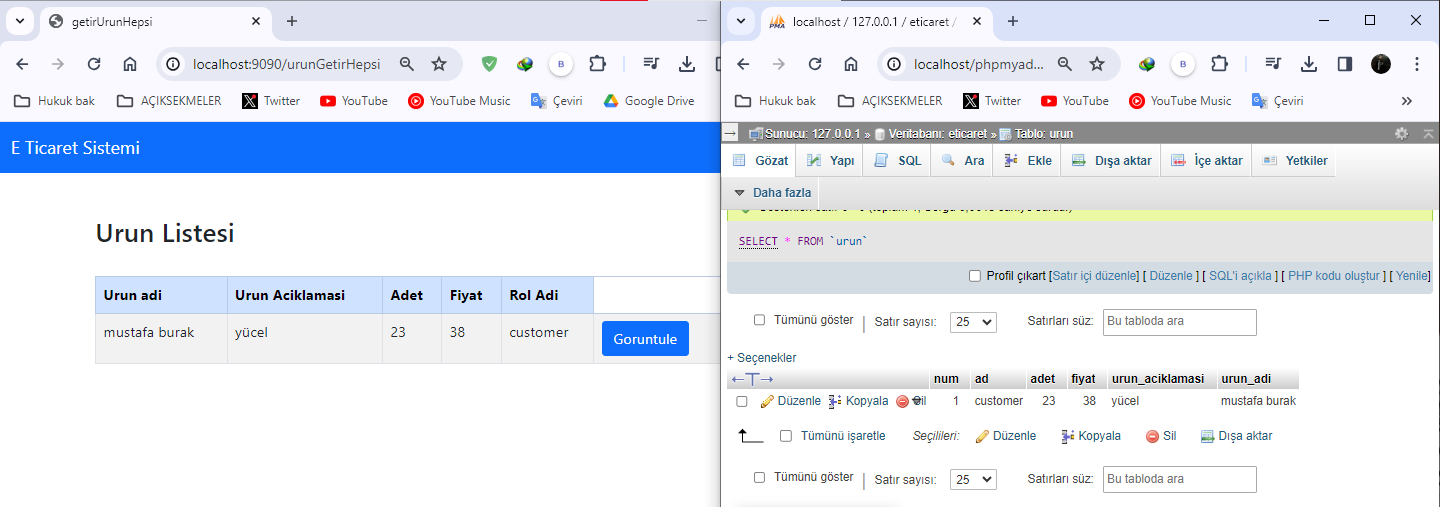 getirUrunHepsi
localhost:9090/urunGetirHepsi
B
Hukuk bak AÇIKSEKMELER Twitter YouTube YouTube Music Çeviri Google Drive
E Ticaret Sistemi
Urun Listesi
Urun adi Urun Aciklamasi Adet Fiyat Rol Adi
mustafa burak yücel 23 38 customer Goruntule
PMA localhost / 127.0.0.1 / eticaret /
localhost/phpmyad...
B
Hukuk bak AÇIKSEKMELER Twitter YouTube YouTube Music Çeviri
Sunucu: 127.0.0.1 » Veritabanı: eticaret » Tablo: urun
Gözat Yapı SQL Ara Ekle Dışa aktar İçe aktar Yetkiler
Daha fazla
SELECT * FROM `urun`
Profil çıkart [Satır içi düzenle] [ Düzenle ] [ SQL'i açıkla ] [ PHP kodu oluştur ] [ Yenile]
Tümünü göster | Satır sayısı: 25 Satırları süz: Bu tabloda ara
+ Seçenekler
num ad adet fiyat urun_aciklamasi urun_adi
Düzenle Kopyala Sil 1 customer 23 38 yücel mustafa burak
Tümünü işaretle Seçilileri: Düzenle Kopyala Sil Dışa aktar
Tümünü göster | Satır sayısı: 25 Satırları süz: Bu tabloda ara